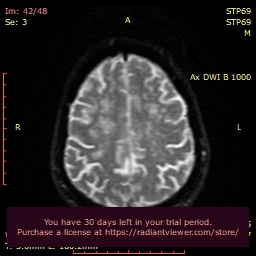 Im: 42/48
Se: 3
A
STP69
STP69
M
Ax DWI B 1000
R
L
You have 30 days left in your trial period.
Purchase a license at https://radiantviewer.com/store/